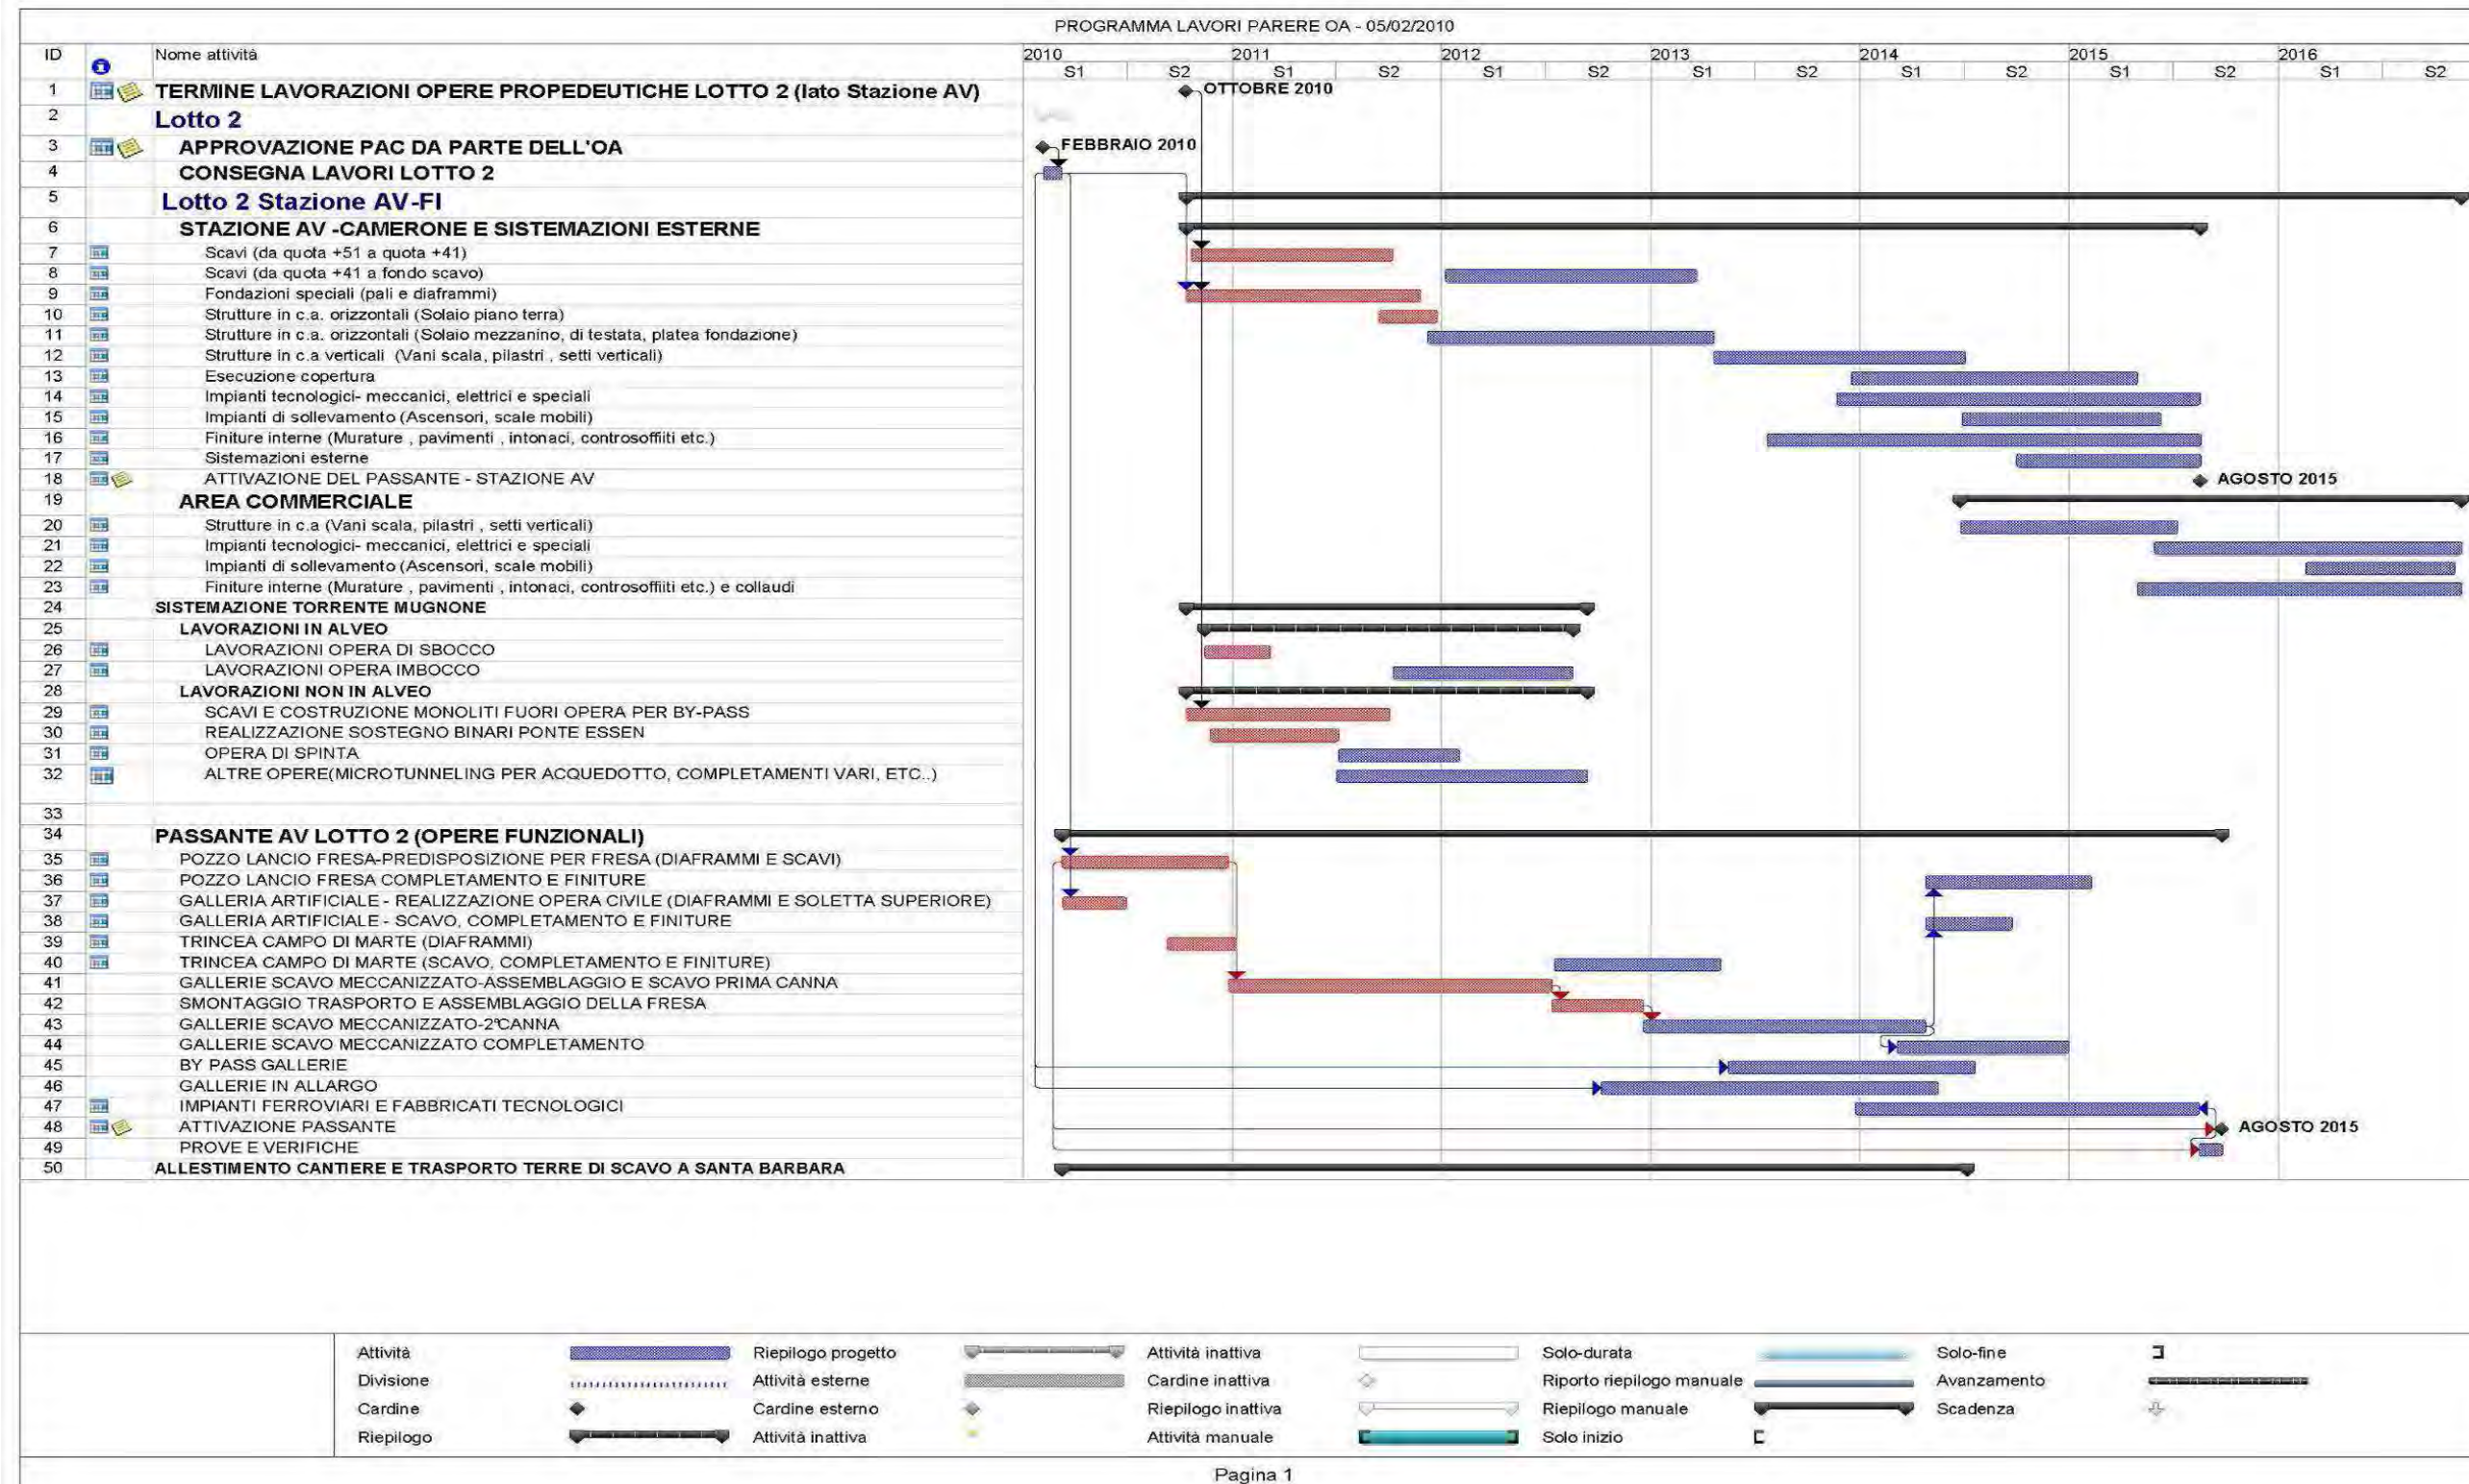 PROGRAMMA LAVORI PARERE OA - 05/02/2010
ID Nome attività 2010 2011 2012 2013 2014 2015 2016
S1 S2 S1 S2 S1 S2 S1 S2 S1 S2 S1 S2 S1 S2
1 TERMINE LAVORAZIONI OPERE PROPEDEUTICHE LOTTO 2 (lato Stazione AV) OTTOBRE 2010
2 Lotto 2
3 APPROVAZIONE PAC DA PARTE DELL'OA FEBBRAIO 2010
4 CONSEGNA LAVORI LOTTO 2
5 Lotto 2 Stazione AV-FI
6 STAZIONE AV -CAMERONE E SISTEMAZIONI ESTERNE
7 Scavi (da quota +51 a quota +41)
8 Scavi (da quota +41 a fondo scavo)
9 Fondazioni speciali (pali e diaframmi)
10 Strutture in c.a. orizzontali (Solaio piano terra)
11 Strutture in c.a. orizzontali (Solaio mezzanino, di testata, platea fondazione)
12 Strutture in c.a verticali (Vani scala, pilastri , setti verticali)
13 Esecuzione copertura
14 Impianti tecnologici- meccanici, elettrici e speciali
15 Impianti di sollevamento (Ascensori, scale mobili)
16 Finiture interne (Murature , pavimenti , intonaci, controsoffiiti etc.)
17 Sistemazioni esterne
18 ATTIVAZIONE DEL PASSANTE - STAZIONE AV AGOSTO 2015
19 AREA COMMERCIALE
20 Strutture in c.a (Vani scala, pilastri , setti verticali)
21 Impianti tecnologici- meccanici, elettrici e speciali
22 Impianti di sollevamento (Ascensori, scale mobili)
23 Finiture interne (Murature , pavimenti , intonaci, controsoffiiti etc.) e collaudi
24 SISTEMAZIONE TORRENTE MUGNONE
25 LAVORAZIONI IN ALVEO
26 LAVORAZIONI OPERA DI SBOCCO
27 LAVORAZIONI OPERA IMBOCCO
28 LAVORAZIONI NON IN ALVEO
29 SCAVI E COSTRUZIONE MONOLITI FUORI OPERA PER BY-PASS
30 REALIZZAZIONE SOSTEGNO BINARI PONTE ESSEN
31 OPERA DI SPINTA
32 ALTRE OPERE(MICROTUNNELING PER ACQUEDOTTO, COMPLETAMENTI VARI, ETC..)
33
34 PASSANTE AV LOTTO 2 (OPERE FUNZIONALI)
35 POZZO LANCIO FRESA-PREDISPOSIZIONE PER FRESA (DIAFRAMMI E SCAVI)
36 POZZO LANCIO FRESA COMPLETAMENTO E FINITURE
37 GALLERIA ARTIFICIALE - REALIZZAZIONE OPERA CIVILE (DIAFRAMMI E SOLETTA SUPERIORE)
38 GALLERIA ARTIFICIALE - SCAVO, COMPLETAMENTO E FINITURE
39 TRINCEA CAMPO DI MARTE (DIAFRAMMI)
40 TRINCEA CAMPO DI MARTE (SCAVO, COMPLETAMENTO E FINITURE)
41 GALLERIE SCAVO MECCANIZZATO-ASSEMBLAGGIO E SCAVO PRIMA CANNA
42 SMONTAGGIO TRASPORTO E ASSEMBLAGGIO DELLA FRESA
43 GALLERIE SCAVO MECCANIZZATO-2°CANNA
44 GALLERIE SCAVO MECCANIZZATO COMPLETAMENTO
45 BY PASS GALLERIE
46 GALLERIE IN ALLARGO
47 IMPIANTI FERROVIARI E FABBRICATI TECNOLOGICI
48 ATTIVAZIONE PASSANTE AGOSTO 2015
49 PROVE E VERIFICHE
50 ALLESTIMENTO CANTIERE E TRASPORTO TERRE DI SCAVO A SANTA BARBARA
Attività Riepilogo progetto Attività inattiva Solo-durata Solo-fine
Divisione Attività esterne Cardine inattiva Riporto riepilogo manuale Avanzamento
Cardine Cardine esterno Riepilogo inattiva Riepilogo manuale Scadenza
Riepilogo Attività inattiva Attività manuale Solo inizio
Pagina 1